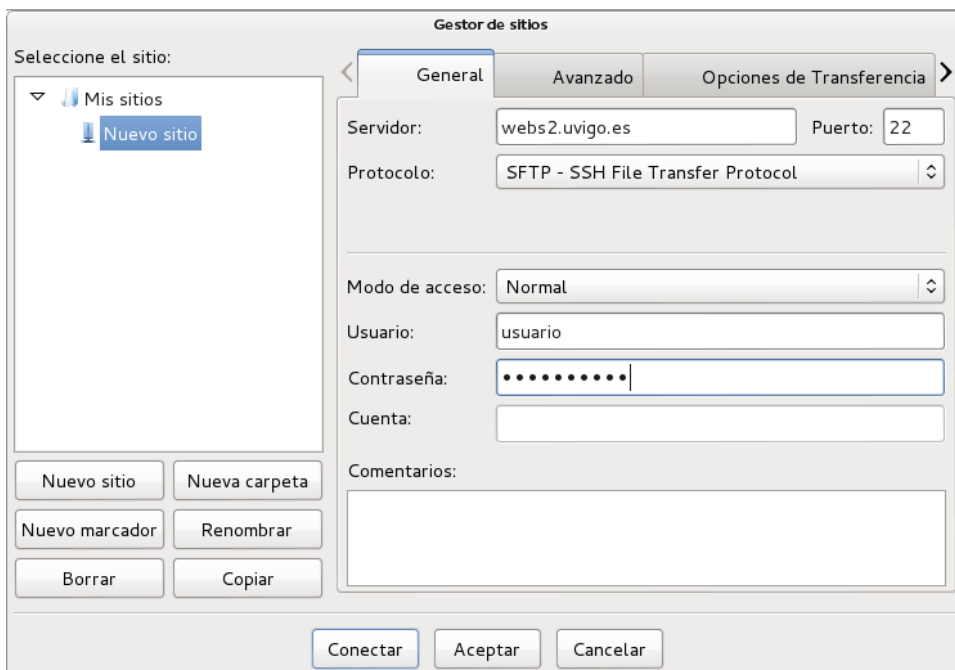 Gestor de sitios
Seleccione el sitio:
Mis sitios
Nuevo sitio
General
Avanzado
Opciones de Transferencia
Servidor:
webs2.uvigo.es
Puerto:
22
Protocolo:
SFTP - SSH File Transfer Protocol
Modo de acceso:
Normal
Usuario:
usuario
Contraseña:
••••••••••
Cuenta:
Comentarios:
Nuevo sitio
Nueva carpeta
Nuevo marcador
Renombrar
Borrar
Copiar
Conectar
Aceptar
Cancelar